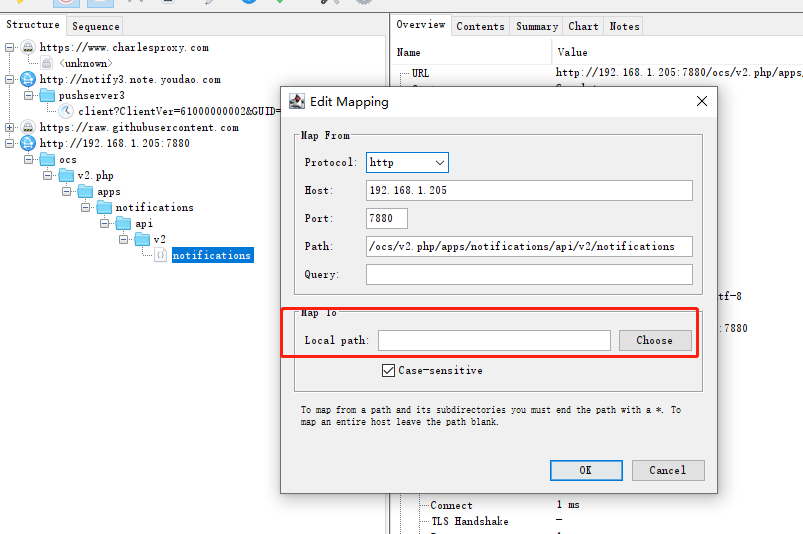 Structure Sequence
https://www.charlesproxy.com
<unknown>
http://notify3.note.youdao.com
pushserver3
client?ClientVer=61000000002&GUID=
https://raw.githubusercontent.com
http://192.168.1.205:7880
ocs
v2.php
apps
notifications
api
v2
notifications
Overview Contents Summary Chart Notes
Name Value
URL http://192.168.1.205:7880/ocs/v2.php/apps/
Edit Mapping
Map From
Protocol: http
Host: 192.168.1.205
Port: 7880
Path: /ocs/v2.php/apps/notifications/api/v2/notifications
Query:
Map To
Local path: Choose
Case-sensitive
To map from a path and its subdirectories you must end the path with a *. To
map an entire host leave the path blank.
OK Cancel
tf-8
:7880
Connect 1 ms
TLS Handshake –